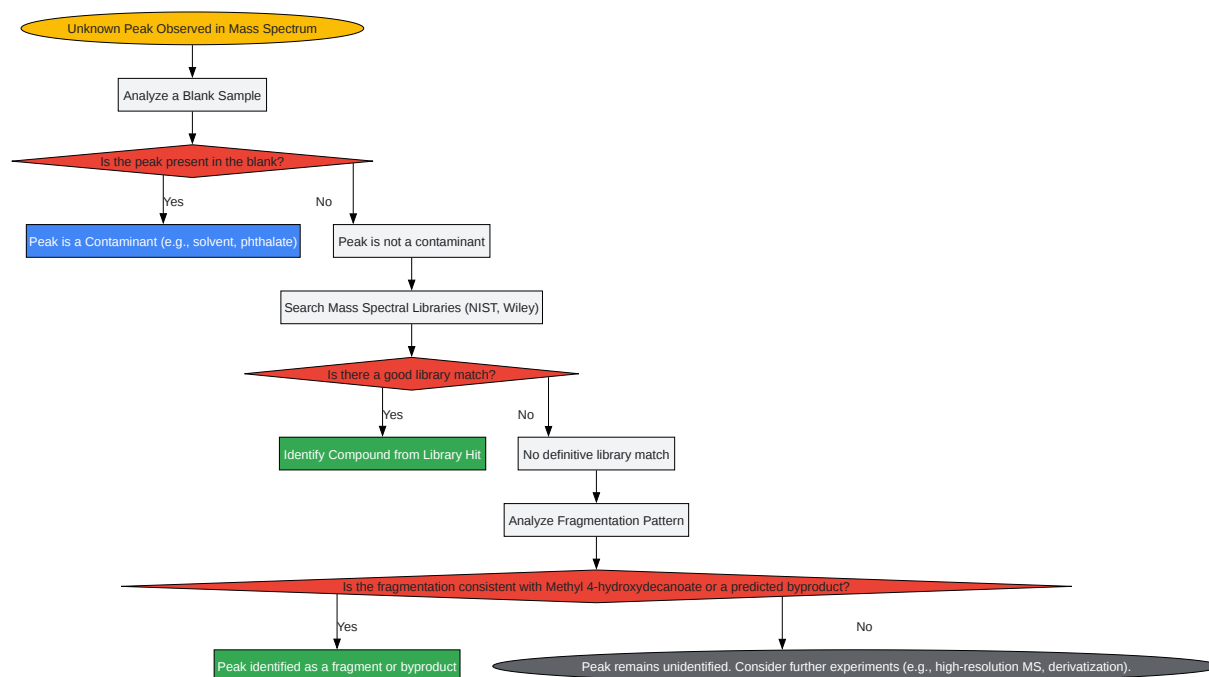 Unknown Peak Observed in Mass Spectrum
Analyze a Blank Sample
Is the peak present in the blank?
Yes
No
Peak is a Contaminant (e.g., solvent, phthalate)
Peak is not a contaminant
Search Mass Spectral Libraries (NIST, Wiley)
Is there a good library match?
Yes
No
Identify Compound from Library Hit
No definitive library match
Analyze Fragmentation Pattern
Is the fragmentation consistent with Methyl 4-hydroxydecanoate or a predicted byproduct?
Yes
No
Peak identified as a fragment or byproduct
Peak remains unidentified. Consider further experiments (e.g., high-resolution MS, derivatization).